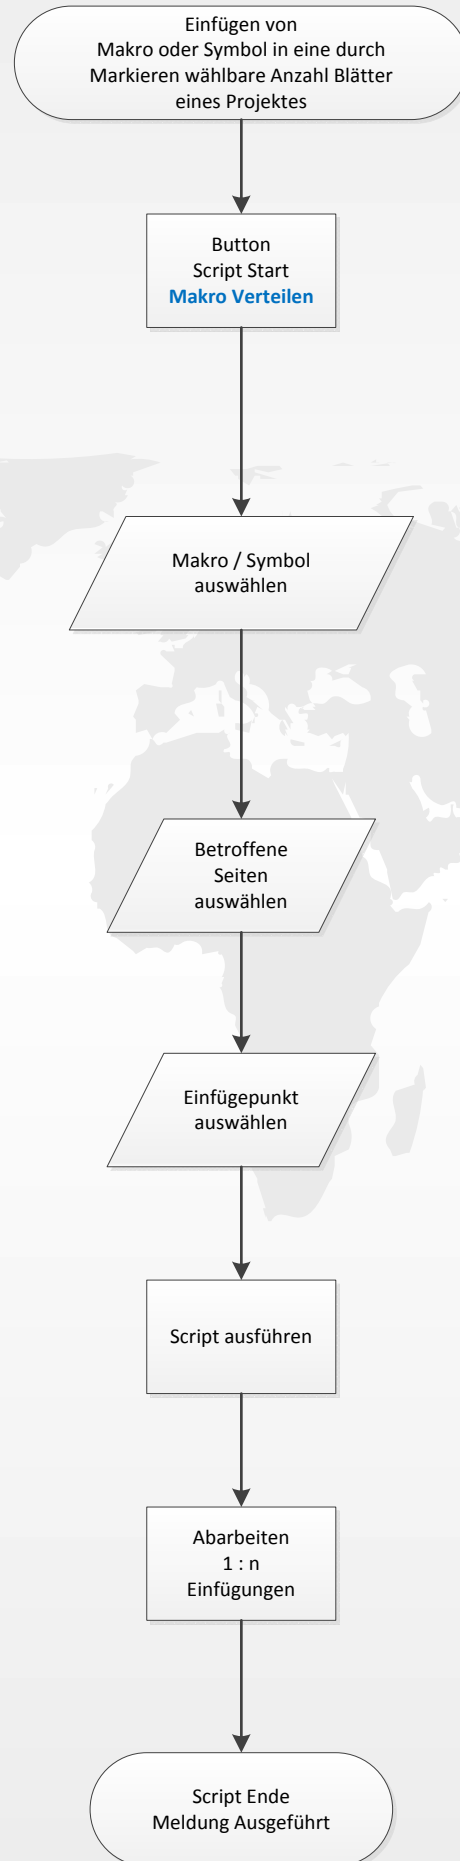 Einfügen von
Makro oder Symbol in eine durch
Markieren wählbare Anzahl Blätter
eines Projektes
Button
Script Start
Makro Verteilen
Makro / Symbol
auswählen
Betroffene
Seiten
auswählen
Einfügepunkt
auswählen
Script ausführen
Abarbeiten
1 : n
Einfügungen
Script Ende
Meldung Ausgeführt